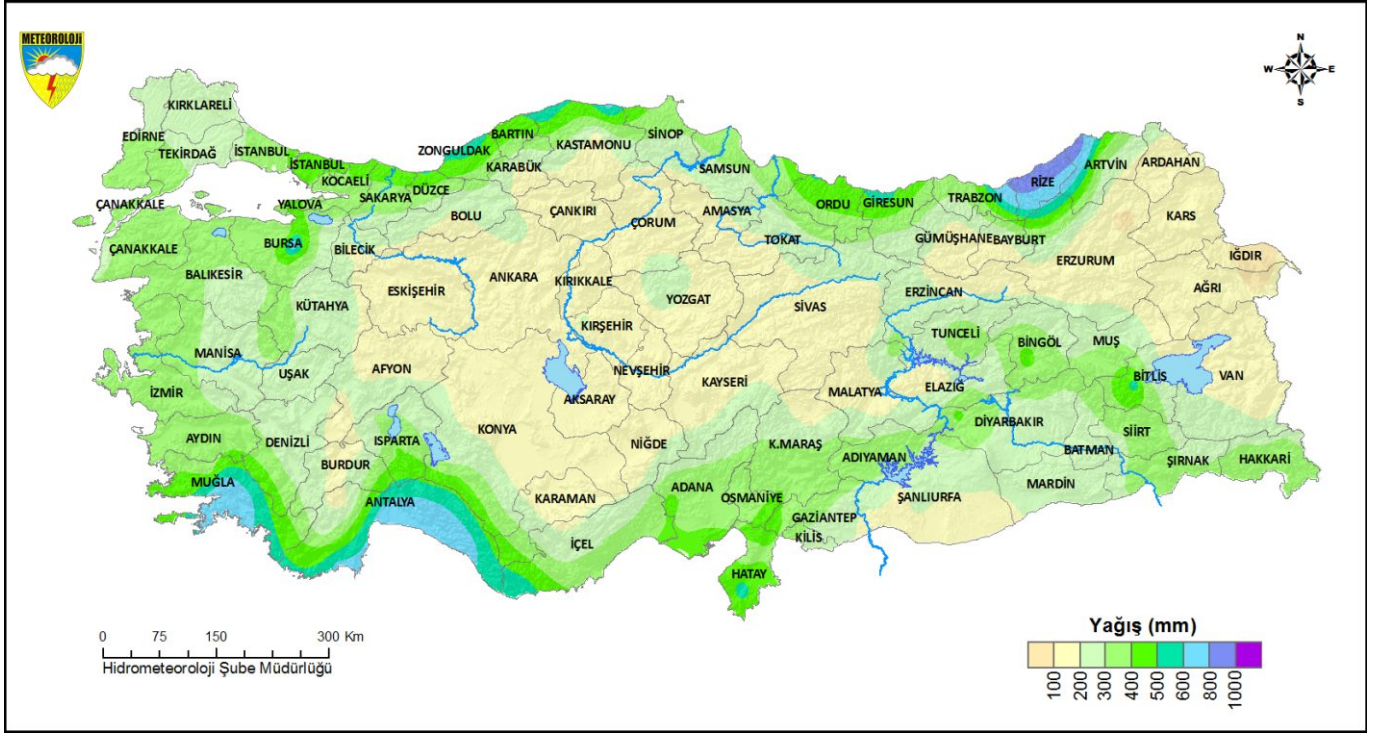 METEOROLOJİ
N
W E
S
KIRKLARELİ
EDİRNE
TEKİRDAĞ
İSTANBUL
İSTANBUL
KOCAELİ
YALOVA
SAKARYA
DÜZCE
ZONGULDAK
BARTIN
KARABÜK
KASTAMONU
SİNOP
SAMSUN
ORDU
GİRESUN
TRABZON
RİZE
ARTVİN
ARDAHAN
KARS
ÇANAKKALE
ÇANAKKALE
BURSA
BİLECİK
BOLU
ÇANKIRI
ÇORUM
AMASYA
TOKAT
GÜMÜŞHANE
BAYBURT
ERZURUM
IĞDIR
AĞRI
BALIKESİR
KÜTAHYA
ESKİŞEHİR
ANKARA
KIRIKKALE
YOZGAT
SİVAS
ERZİNCAN
TUNCELİ
BİNGÖL
MUŞ
BİTLİS
VAN
MANİSA
UŞAK
AFYON
KIRŞEHİR
NEVŞEHİR
KAYSERİ
MALATYA
ELAZIĞ
DİYARBAKIR
SİİRT
BATMAN
ŞIRNAK
HAKKARİ
İZMİR
AYDIN
DENİZLİ
ISPARTA
BURDUR
KONYA
AKSARAY
NİĞDE
K.MARAŞ
ADIYAMAN
MARDİN
ŞANLIURFA
MUĞLA
ANTALYA
KARAMAN
İÇEL
ADANA
OSMANİYE
GAZİANTEP
KİLİS
HATAY
0 75 150 300 Km
Hidrometeoroloji Şube Müdürlüğü
Yağış (mm)
100 200 300 400 500 600 800 1000